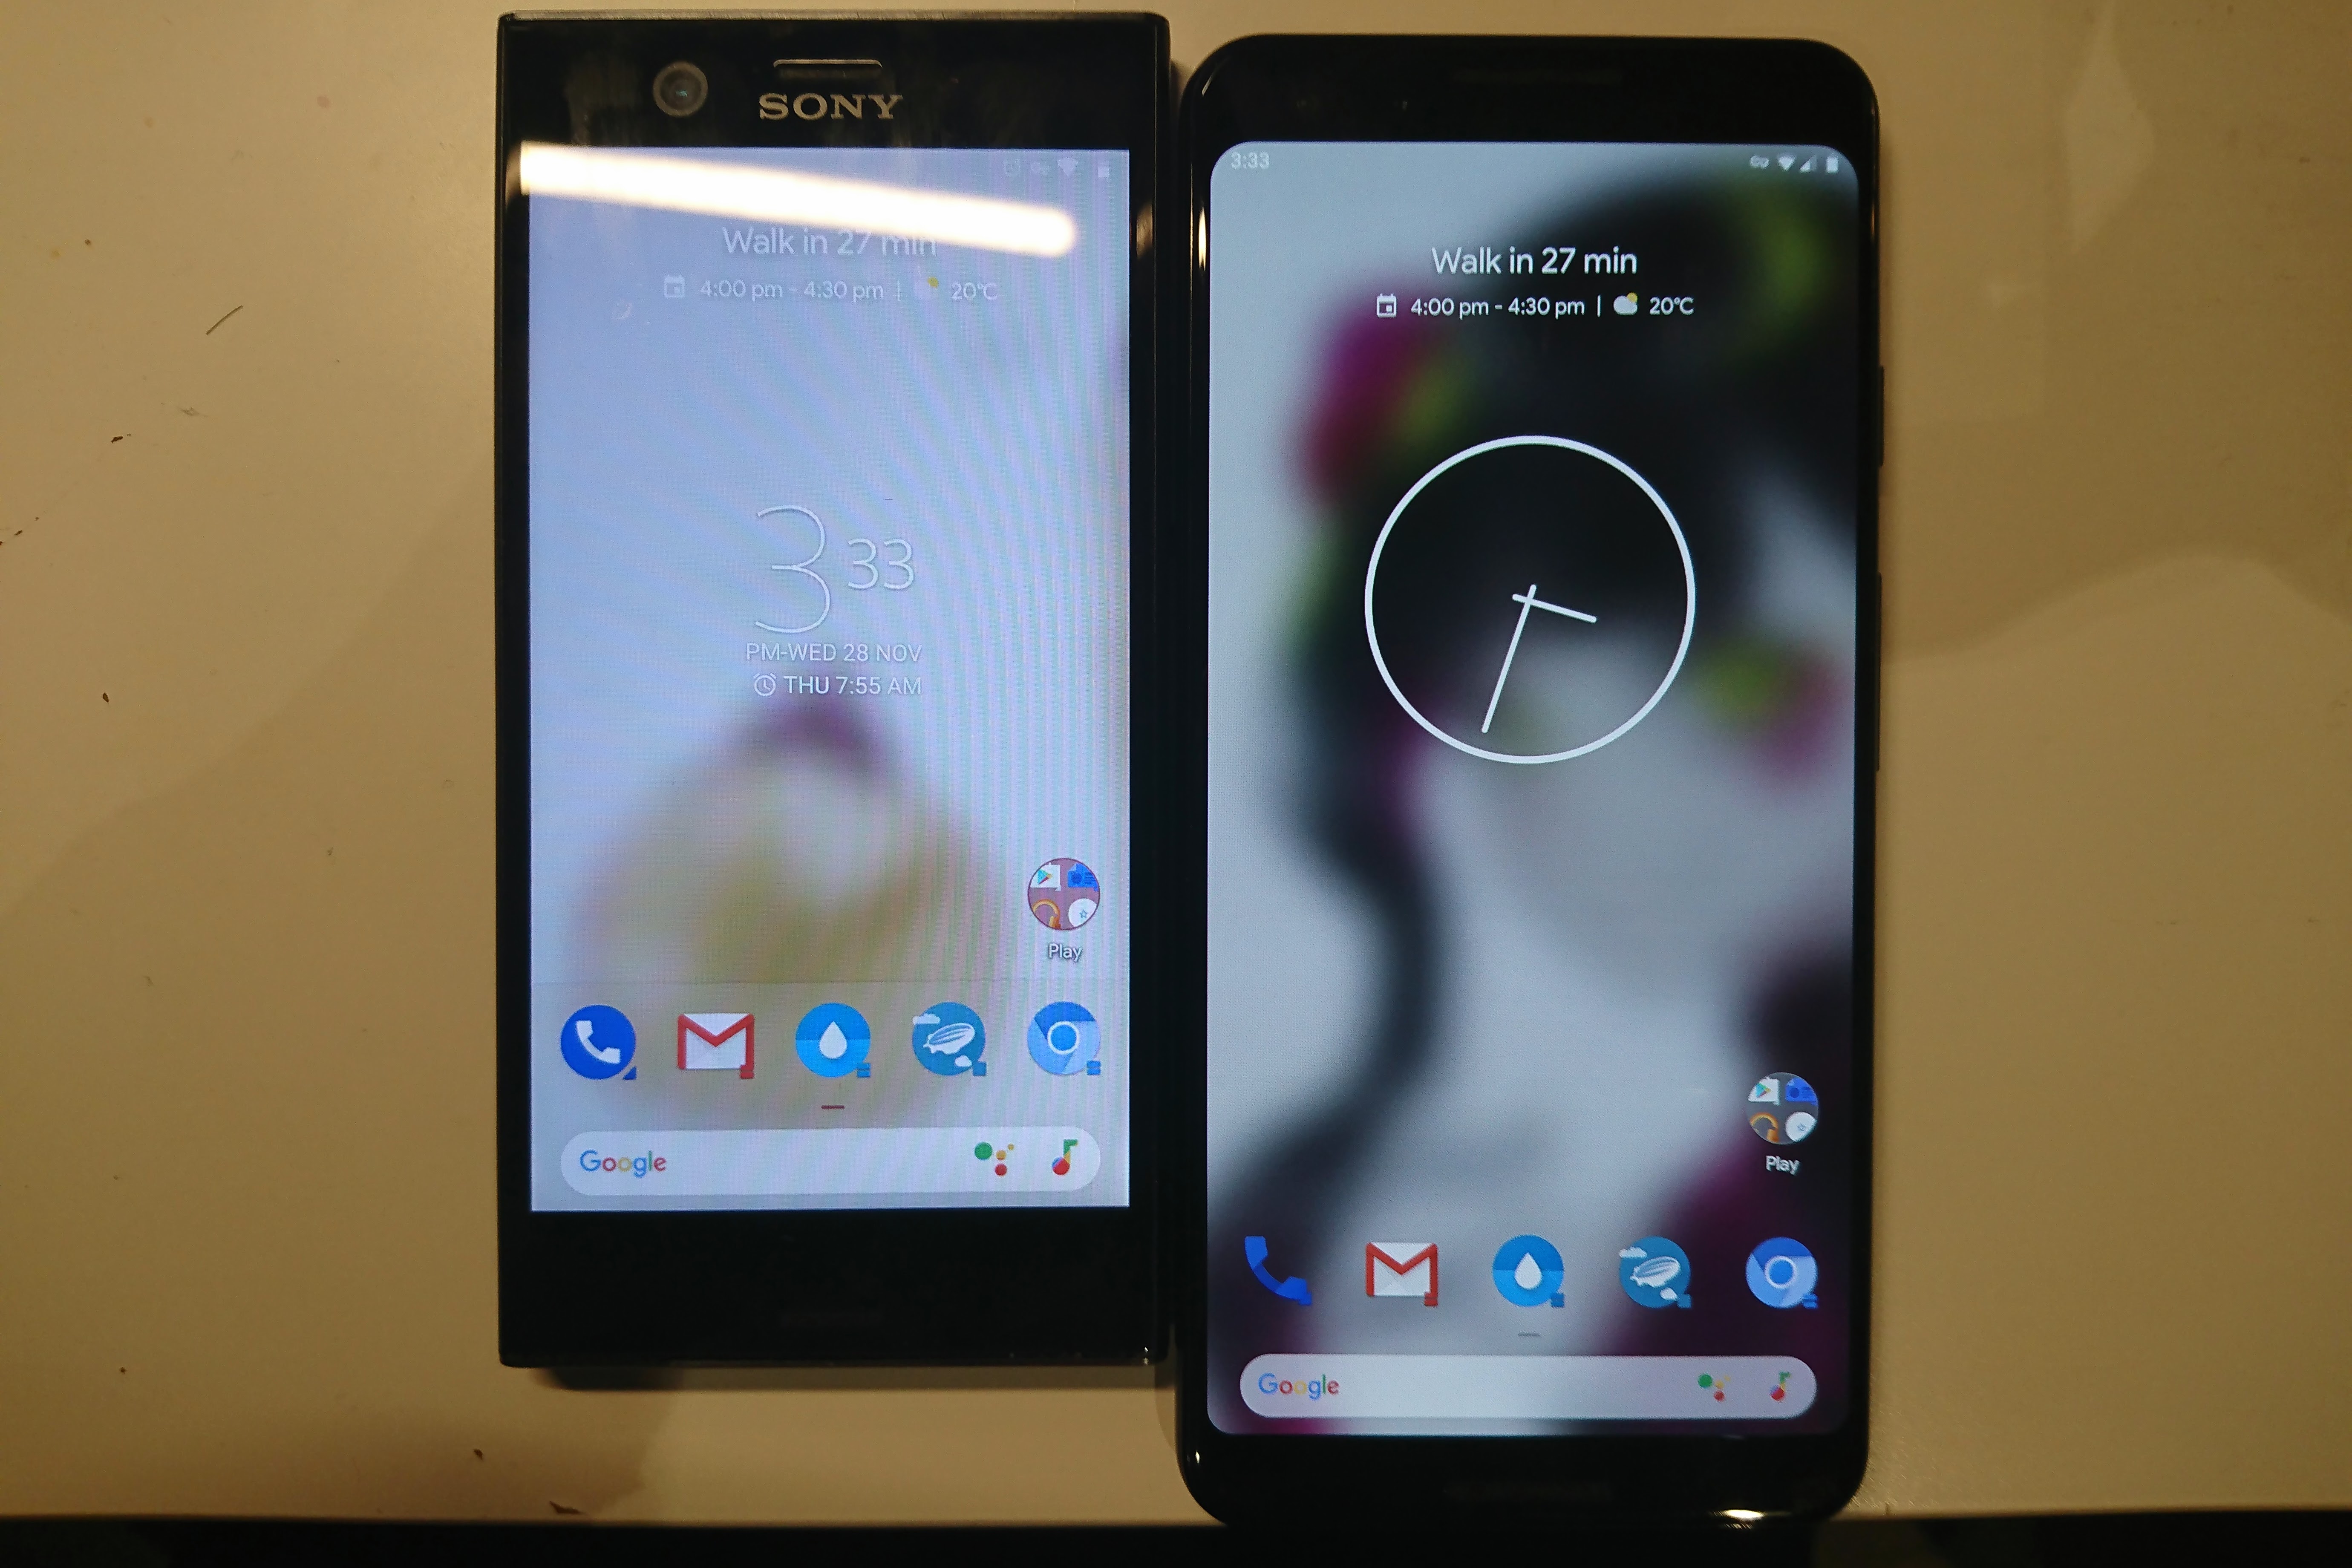 SONY
Walk in 27 min
4:00 pm - 4:30 pm | 20°C
3 33
PM-WED 28 NOV
THU 7:55 AM
Play
Google
3:33
Walk in 27 min
4:00 pm - 4:30 pm | 20°C
Play
Google